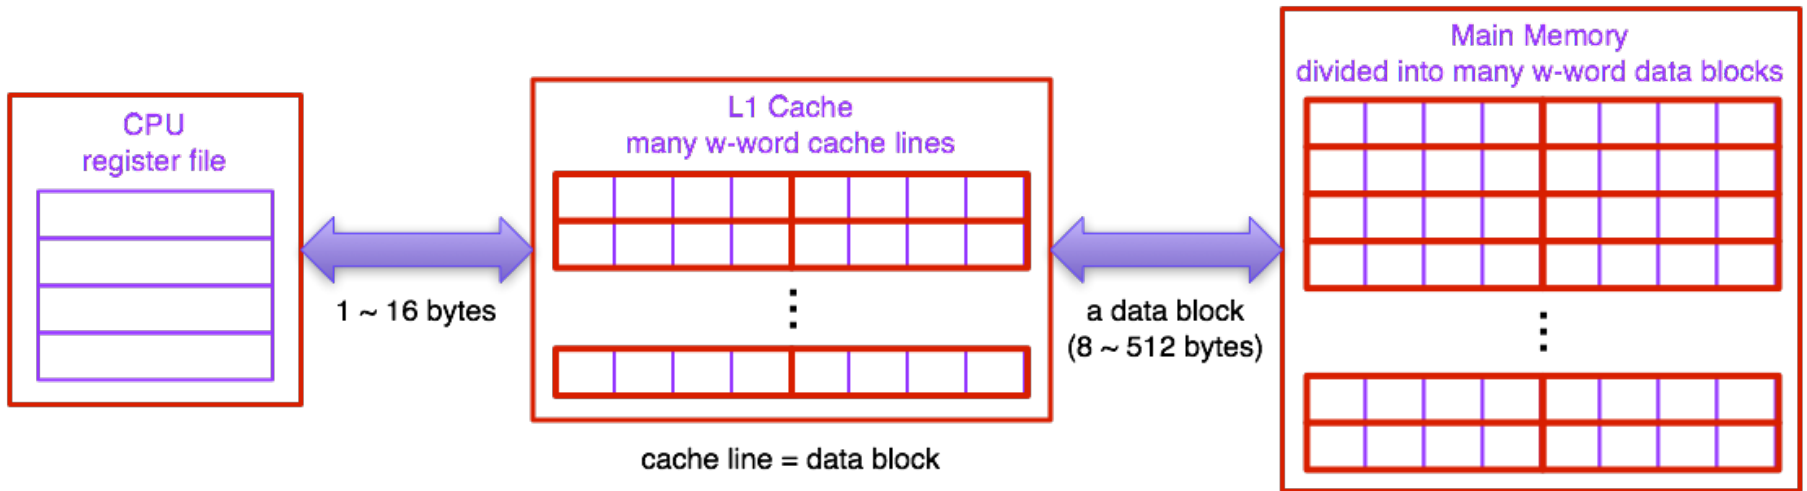 CPU
register file
1 ~ 16 bytes
L1 Cache
many w-word cache lines
cache line = data block
a data block
(8 ~ 512 bytes)
Main Memory
divided into many w-word data blocks